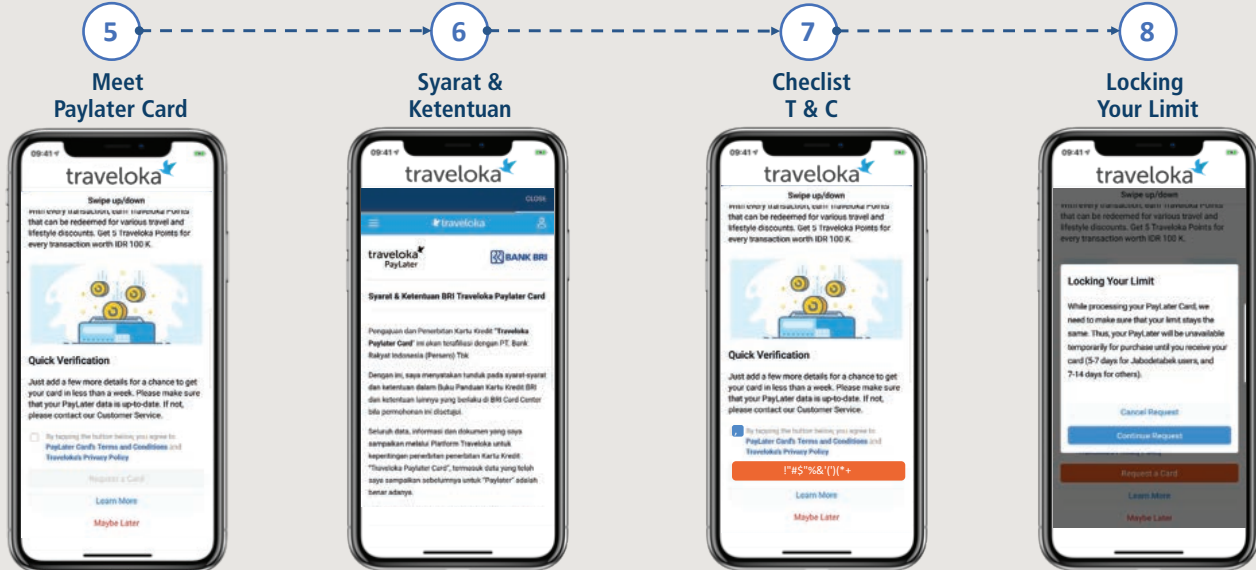 5
6
7
8
Meet
Paylater Card
Syarat &
Ketentuan
Checlist
T & C
Locking
Your Limit
09:41
traveloka
Swipe up/down
With every transaction, earn Traveloka Points
that can be redeemed for various travel and
lifestyle discounts. Get 5 Traveloka Points for
every transaction worth IDR 100 K.
Quick Verification
Just add a few more details for a chance to get
your card in less than a week. Please make sure
that your PayLater data is up-to-date. If not,
please contact our Customer Service.
By tapping the button below, you agree to
PayLater Card's Terms and Conditions and
Traveloka's Privacy Policy
Request a Card
Learn More
Maybe Later
09:41
traveloka
CLOSE
traveloka
traveloka
PayLater
BANK BRI
Syarat & Ketentuan BRI Traveloka Paylater Card
Pengajuan dan Penerbitan Kartu Kredit "Traveloka
Paylater Card" ini akan terafiliasi dengan PT. Bank
Rakyat Indonesia (Persero) Tbk
Dengan ini, saya menyatakan tunduk pada syarat-syarat
dan ketentuan dalam Buku Panduan Kartu Kredit BRI
dan ketentuan lainnya yang berlaku di BRI Card Center
bila permohonan ini disetujui.
Seluruh data, informasi dan dokumen yang saya
sampaikan melalui Platform Traveloka untuk
kepentingan penerbitan penerbitan Kartu Kredit
"Traveloka Paylater Card", termasuk data yang telah
saya sampaikan sebelumnya untuk "Paylater" adalah
benar adanya.
09:41
traveloka
Swipe up/down
With every transaction, earn Traveloka Points
that can be redeemed for various travel and
lifestyle discounts. Get 5 Traveloka Points for
every transaction worth IDR 100 K.
Quick Verification
Just add a few more details for a chance to get
your card in less than a week. Please make sure
that your PayLater data is up-to-date. If not,
please contact our Customer Service.
By tapping the button below, you agree to
PayLater Card's Terms and Conditions and
Traveloka's Privacy Policy
!"#$"%&'(')(*+
Learn More
Maybe Later
09:41
traveloka
Swipe up/down
With every transaction, earn Traveloka Points
that can be redeemed for various travel and
lifestyle discounts. Get 5 Traveloka Points for
every transaction worth IDR 100 K.
Locking Your Limit
While processing your PayLater Card, we
need to make sure that your limit stays the
same. Thus, your PayLater will be unavailable
temporarily for purchase until you receive your
card (5-7 days for Jabodetabek users, and
7-14 days for others).
Cancel Request
Continue Request
Request a Card
Learn More
Maybe Later